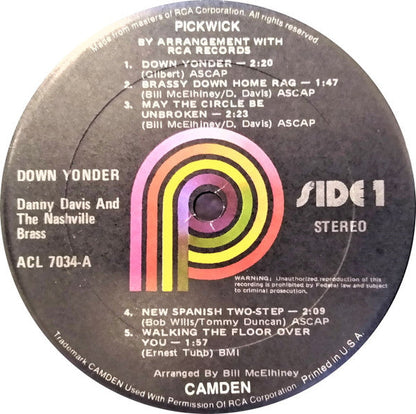 Made from masters of RCA Corporation. All rights reserved.
PICKWICK
BY ARRANGEMENT WITH
RCA RECORDS
1. DOWN YONDER – 2:20
(Gilbert) ASCAP
2. BRASSY DOWN HOME RAG – 1:47
(Bill McElhiney/D. Davis) ASCAP
3. MAY THE CIRCLE BE
UNBROKEN – 2:23
(Bill McElhiney/D. Davis) ASCAP
DOWN YONDER
Danny Davis And
The Nashville
Brass
ACL 7034-A
SIDE 1
STEREO
WARNING: Unauthorized reproduction of this
recording is prohibited by Federal law and subject
to criminal prosecution.
4. NEW SPANISH TWO-STEP – 2:09
(Bob Wills/Tommy Duncan) ASCAP
5. WALKING THE FLOOR OVER
YOU – 1:57
(Ernest Tubb) BMI
Arranged By Bill McElhiney
CAMDEN
Trademark CAMDEN Used With Permission Of RCA Corporation. Printed in U.S.A.